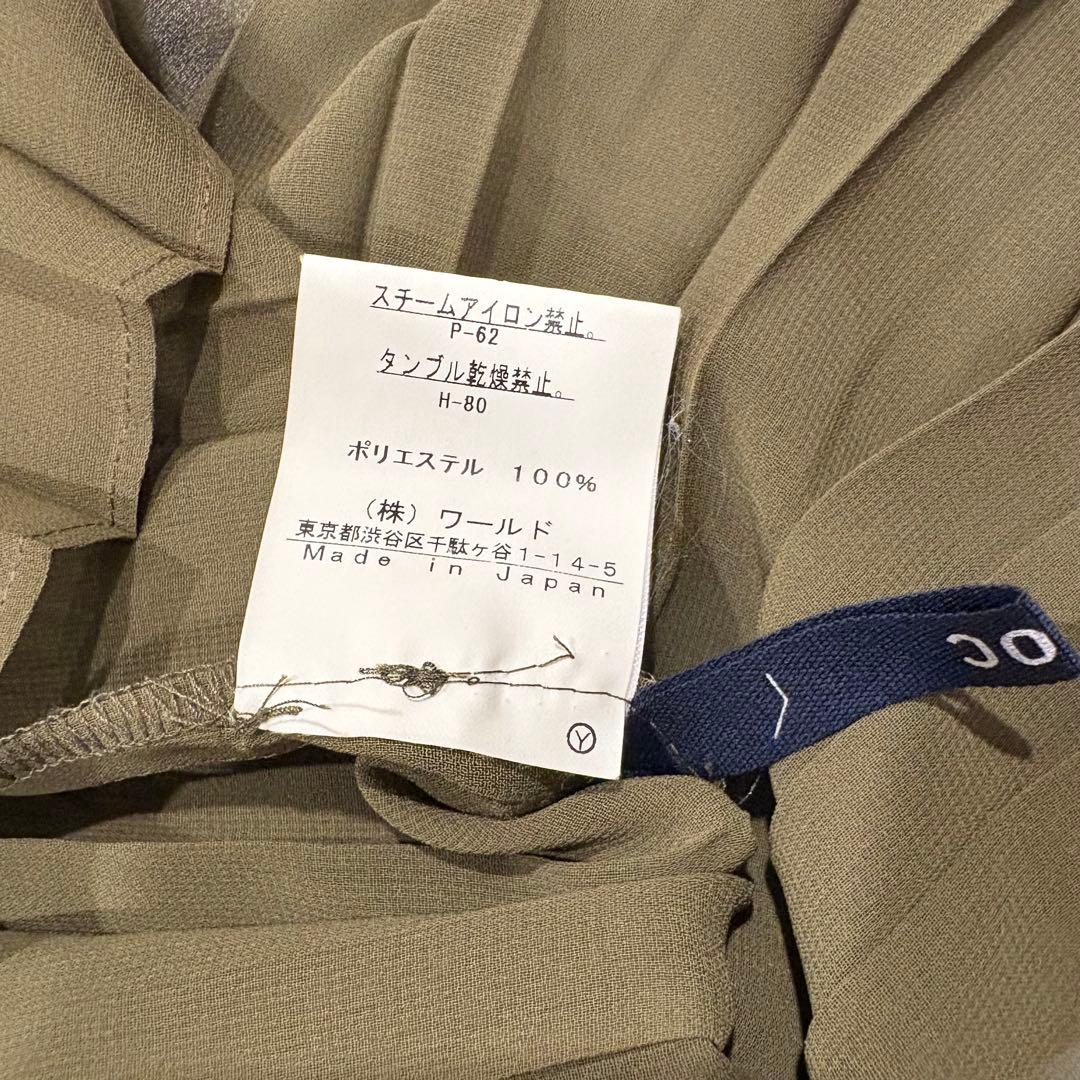 スチームアイロン禁止。
P-62
タンブル乾燥禁止。
H-80
ポリエステル 100%
(株)ワールド
東京都渋谷区千駄ヶ谷1-14-5
Made in Japan
Ⓨ
OC